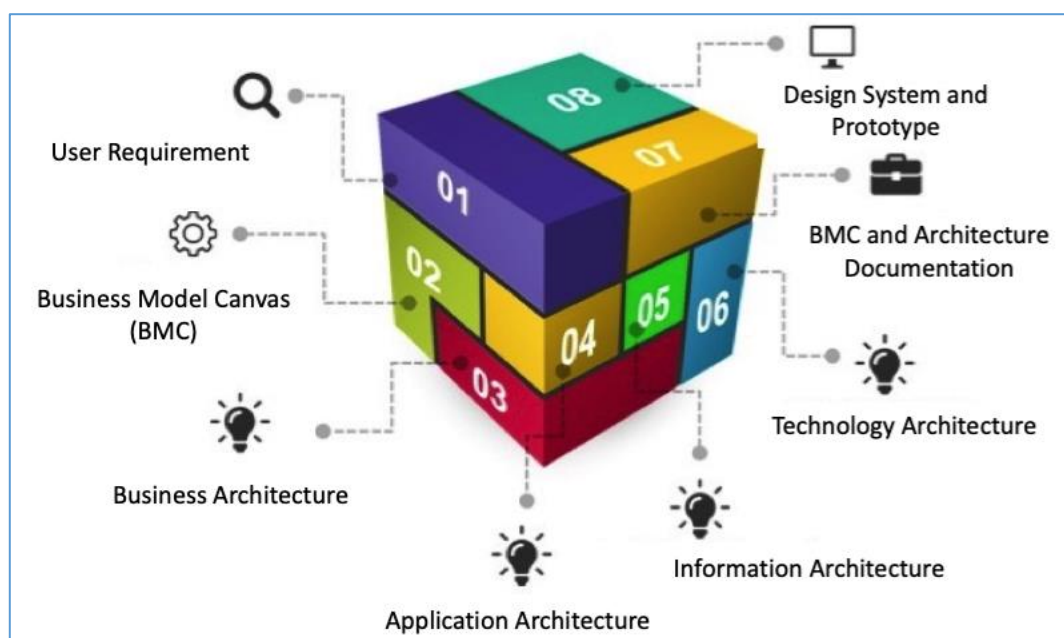 08
Design System and
Prototype
User Requirement
01
07
BMC and Architecture
Documentation
02
Business Model Canvas
(BMC)
05
06
04
03
Technology Architecture
Business Architecture
Information Architecture
Application Architecture